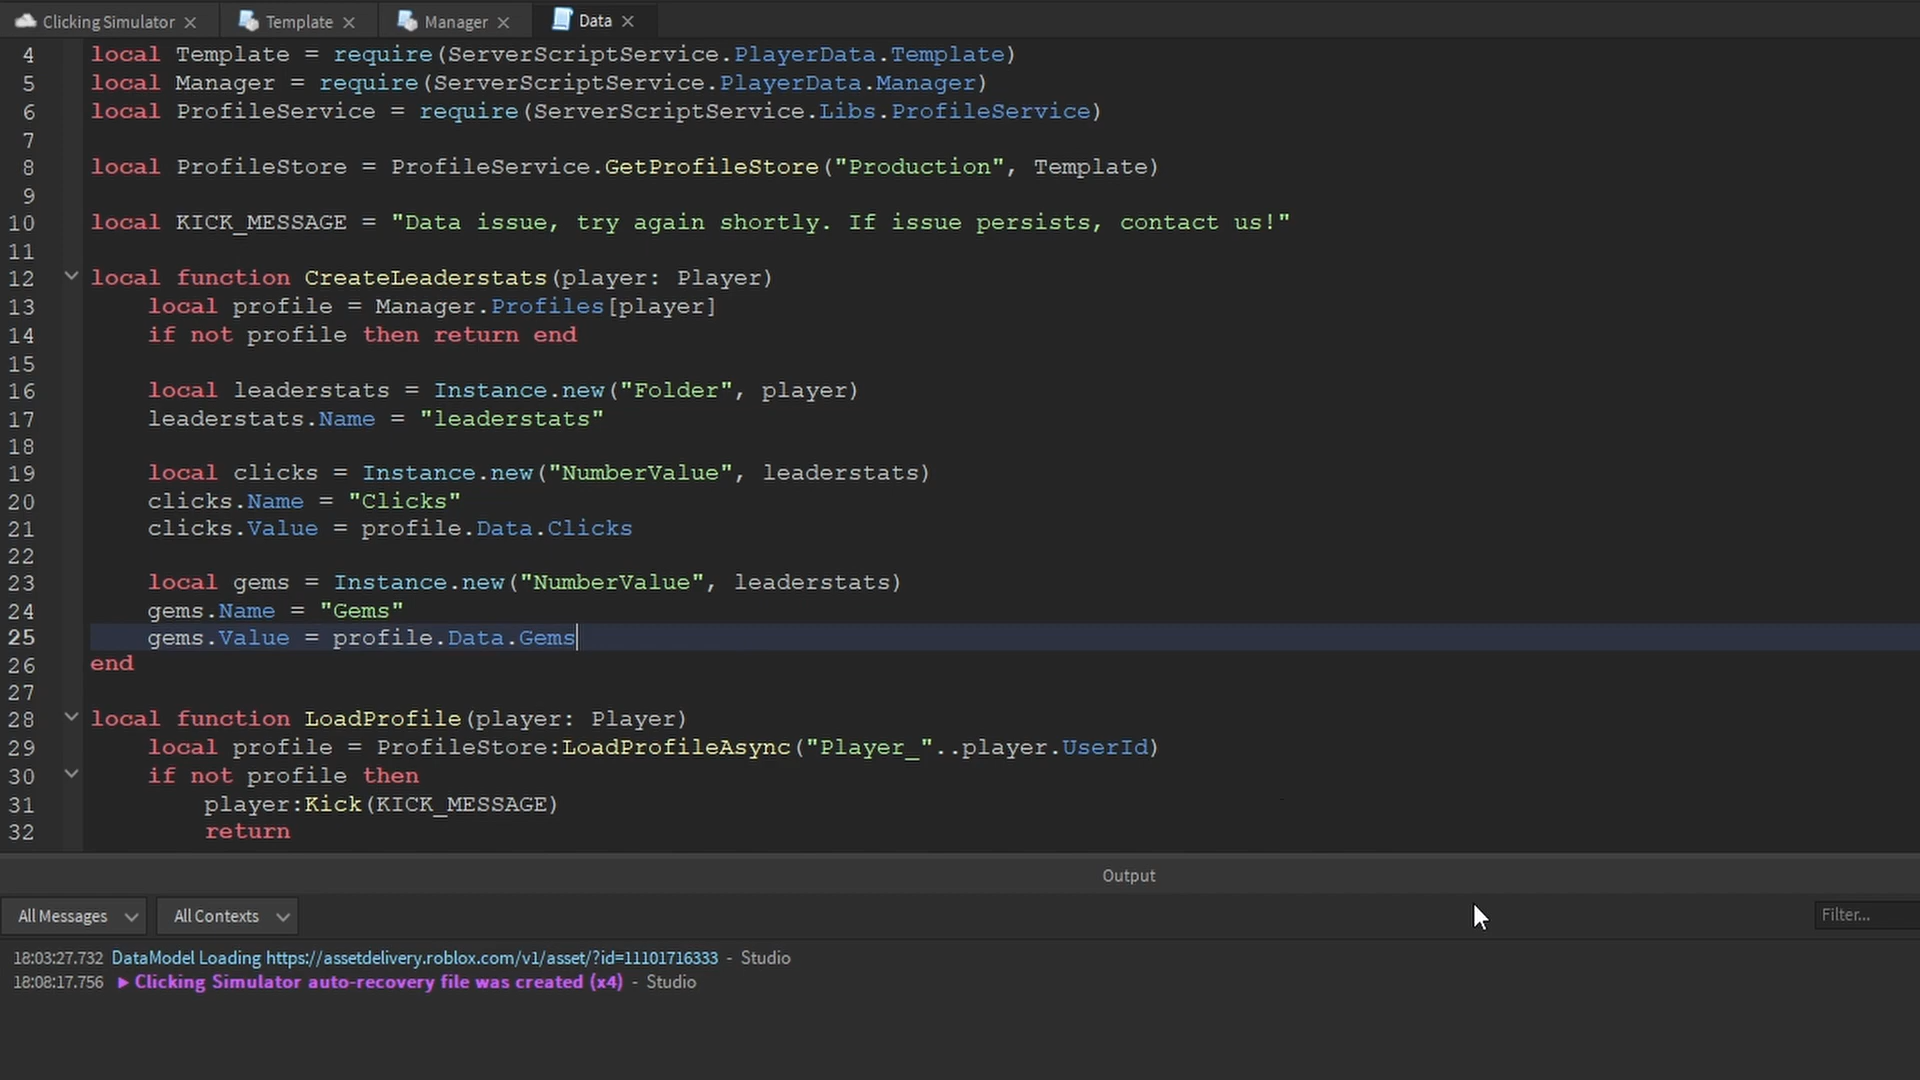 Clicking Simulator × Template × Manager × Data ×
4 local Template = require(ServerScriptService.PlayerData.Template)
5 local Manager = require(ServerScriptService.PlayerData.Manager)
6 local ProfileService = require(ServerScriptService.Libs.ProfileService)
7
8 local ProfileStore = ProfileService.GetProfileStore("Production", Template)
9
10 local KICK_MESSAGE = "Data issue, try again shortly. If issue persists, contact us!"
11
12 local function CreateLeaderstats(player: Player)
13 local profile = Manager.Profiles[player]
14 if not profile then return end
15
16 local leaderstats = Instance.new("Folder", player)
17 leaderstats.Name = "leaderstats"
18
19 local clicks = Instance.new("NumberValue", leaderstats)
20 clicks.Name = "Clicks"
21 clicks.Value = profile.Data.Clicks
22
23 local gems = Instance.new("NumberValue", leaderstats)
24 gems.Name = "Gems"
25 gems.Value = profile.Data.Gems
26 end
27
28 local function LoadProfile(player: Player)
29 local profile = ProfileStore:LoadProfileAsync("Player_"..player.UserId)
30 if not profile then
31 player:Kick(KICK_MESSAGE)
32 return
Output
All Messages All Contexts Filter...
18:03:27.732 DataModel Loading https://assetdelivery.roblox.com/v1/asset/?id=11101716333 - Studio
18:08:17.756 ▶ Clicking Simulator auto-recovery file was created (x4) - Studio